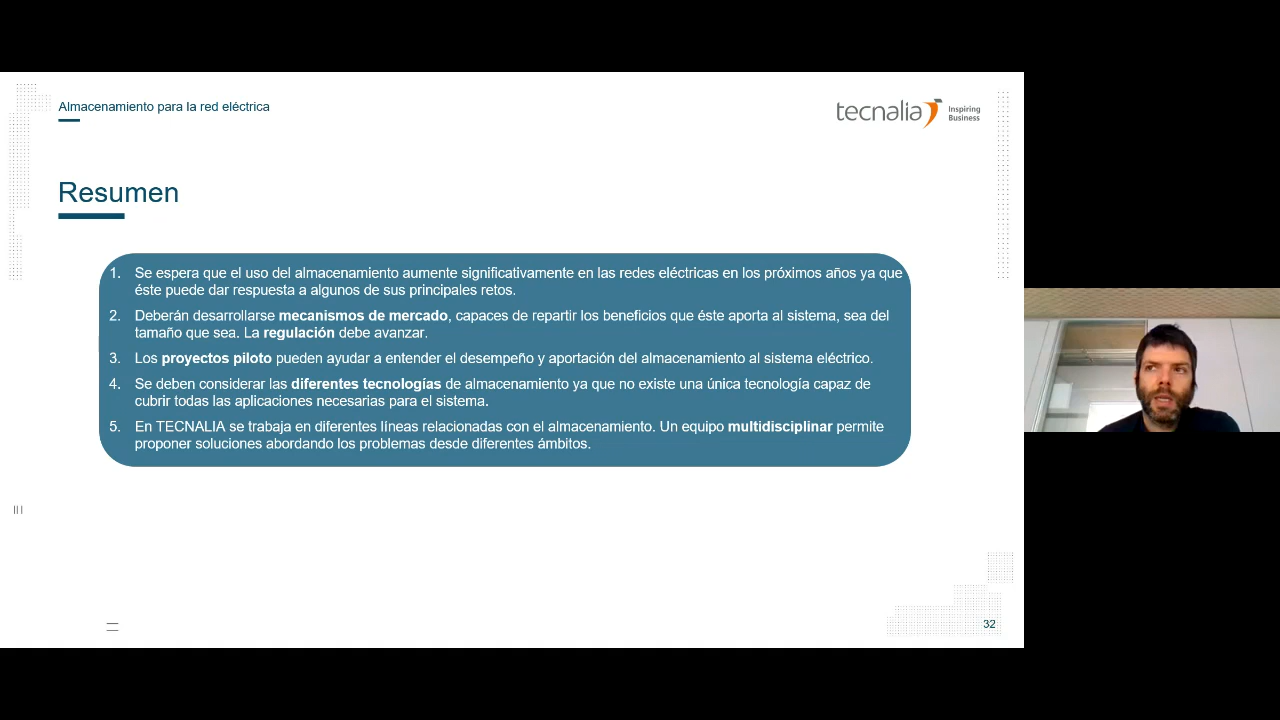 Almacenamiento para la red eléctrica
tecnalia Inspiring
Business
Resumen
1. Se espera que el uso del almacenamiento aumente significativamente en las redes eléctricas en los próximos años ya que
éste puede dar respuesta a algunos de sus principales retos.
2. Deberán desarrollarse mecanismos de mercado, capaces de repartir los beneficios que éste aporta al sistema, sea del
tamaño que sea. La regulación debe avanzar.
3. Los proyectos piloto pueden ayudar a entender el desempeño y aportación del almacenamiento al sistema eléctrico.
4. Se deben considerar las diferentes tecnologías de almacenamiento ya que no existe una única tecnología capaz de
cubrir todas las aplicaciones necesarias para el sistema.
5. En TECNALIA se trabaja en diferentes líneas relacionadas con el almacenamiento. Un equipo multidisciplinar permite
proponer soluciones abordando los problemas desde diferentes ámbitos.
32